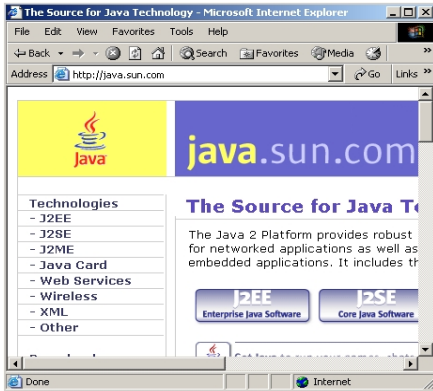 The Source for Java Technology - Microsoft Internet Explorer
File Edit View Favorites Tools Help
Back Search Favorites Media »
Address http://java.sun.com Go Links »
Java
java.sun.com
Technologies
- J2EE
- J2SE
- J2ME
- Java Card
- Web Services
- Wireless
- XML
- Other
The Source for Java Te
The Java 2 Platform provides robust
for networked applications as well as
embedded applications. It includes th
J2EE
Enterprise Java Software
J2SE
Core Java Software
Done Internet